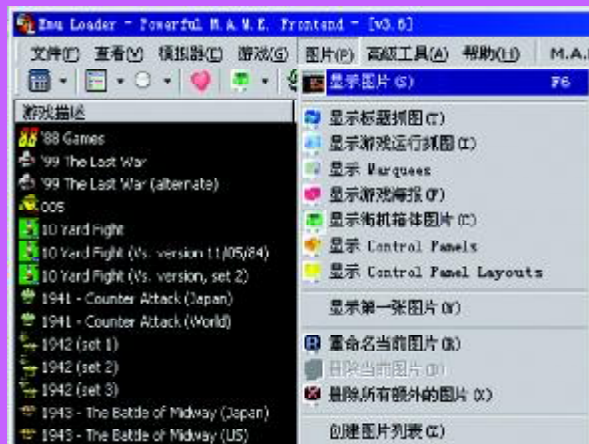 Emu Loader - Powerful M.A.M.E. Frontend - [v3.6]
文件(F) 查看(V) 模拟器(E) 游戏(G) 图片(P) 高级工具(A) 帮助(H) M.A.
显示图片(S) F6
游戏描述
'88 Games
'99 The Last War
'99 The Last War (alternate)
005
10 Yard Fight
10 Yard Fight (Vs. version 11/05/84)
10 Yard Fight (Vs. version, set 2)
1941 - Counter Attack (Japan)
1941 - Counter Attack (World)
1942 (set 1)
1942 (set 2)
1942 (set 3)
1943 - The Battle of Midway (Japan)
1943 - The Battle of Midway (US)
显示标题抓图(T)
显示游戏运行抓图(I)
显示 Marquees
显示游戏海报(F)
显示街机箱体图片(C)
显示 Control Panels
显示 Control Panel Layouts
显示第一张图片(Y)
重命名当前图片(R)
删除当前图片(D)
删除所有额外的图片(X)
创建图片列表(Z)